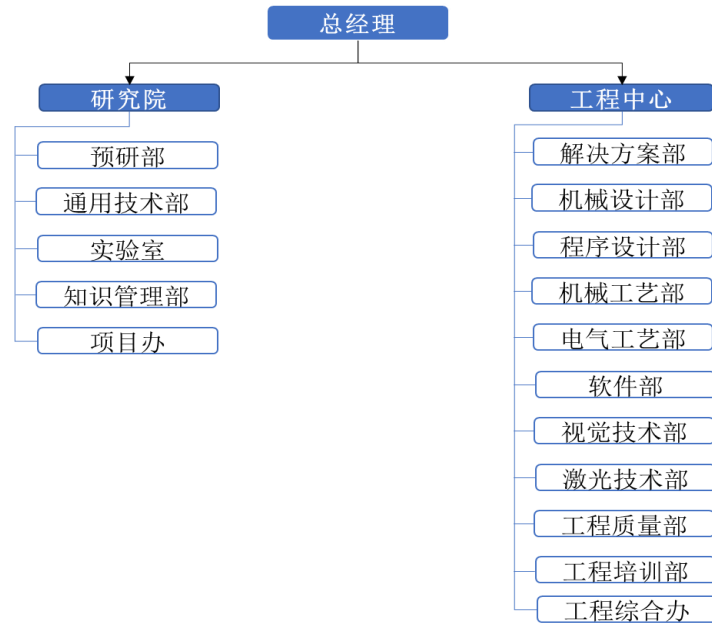 总经理
研究院
预研部
通用技术部
实验室
知识管理部
项目办
工程中心
解决方案部
机械设计部
程序设计部
机械工艺部
电气工艺部
软件部
视觉技术部
激光技术部
工程质量部
工程培训部
工程综合办